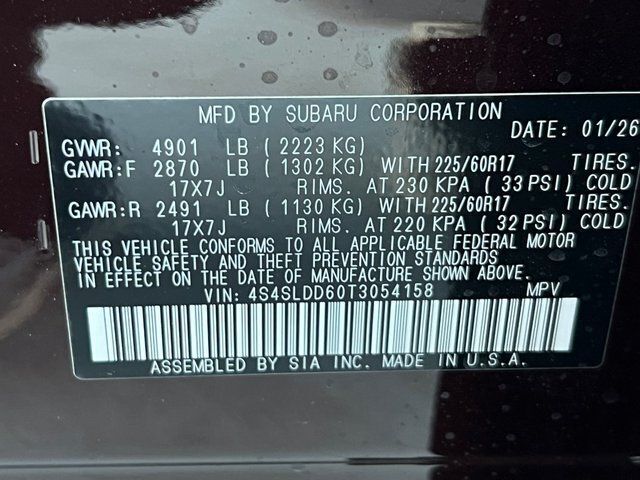 MFD BY SUBARU CORPORATION
DATE: 01/26
GVWR: 4901 LB ( 2223 KG)
GAWR:F 2870 LB ( 1302 KG) WITH 225/60R17 TIRES.
17X7J RIMS. AT 230 KPA ( 33 PSI) COLD
GAWR:R 2491 LB ( 1130 KG) WITH 225/60R17 TIRES.
17X7J RIMS. AT 220 KPA ( 32 PSI) COLD
THIS VEHICLE CONFORMS TO ALL APPLICABLE FEDERAL MOTOR
VEHICLE SAFETY AND THEFT PREVENTION STANDARDS
IN EFFECT ON THE DATE OF MANUFACTURE SHOWN ABOVE.
VIN: 4S4SLDD60T3054158 MPV
ASSEMBLED BY SIA INC. MADE IN U.S.A.